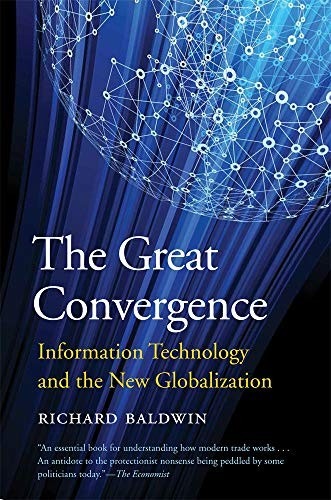 The Great
Convergence
Information Technology
and the New Globalization
RICHARD BALDWIN
“An essential book for understanding how modern trade works . . .
An antidote to the protectionist nonsense being peddled by some
politicians today.” —The Economist